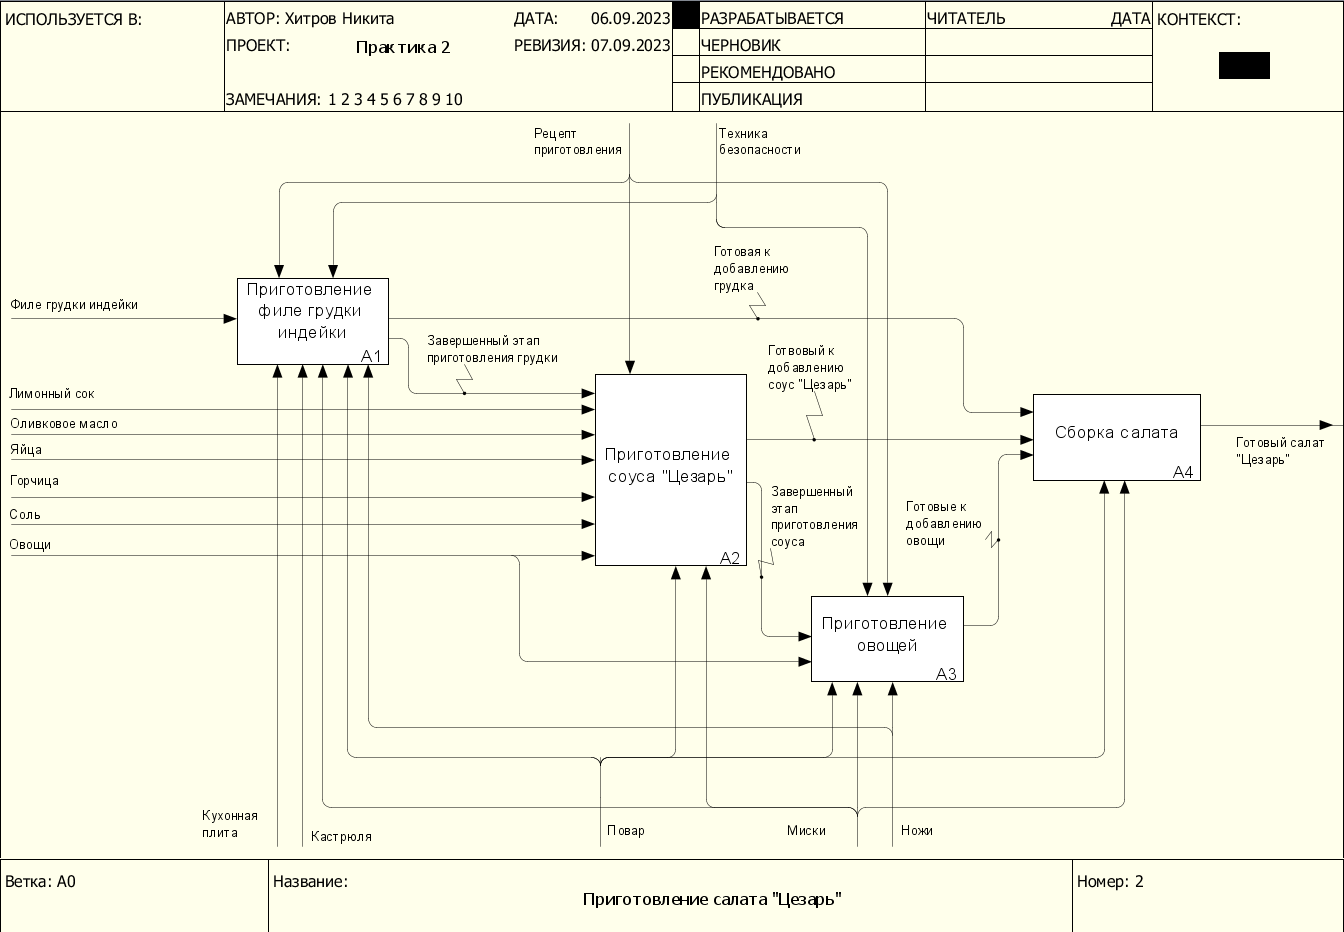 ИСПОЛЬЗУЕТСЯ В:
АВТОР: Хитров Никита
ДАТА: 06.09.2023
ПРОЕКТ: Практика 2
РЕВИЗИЯ: 07.09.2023
ЗАМЕЧАНИЯ: 1 2 3 4 5 6 7 8 9 10
РАЗРАБАТЫВАЕТСЯ
ЧЕРНОВИК
РЕКОМЕНДОВАНО
ПУБЛИКАЦИЯ
ЧИТАТЕЛЬ ДАТА
КОНТЕКСТ:
Рецепт
приготовления
Техника
безопасности
Готовая к
добавлению
грудка
Приготовление
филе грудки
индейки
A1
Филе грудки индейки
Завершенный этап
приготовления грудки
Готвовый к
добавлению
соус "Цезарь"
Лимонный сок
Оливковое масло
Яйца
Горчица
Соль
Овощи
Приготовление
соуса "Цезарь"
A2
Сборка салата
A4
Готовый салат
"Цезарь"
Завершенный
этап
приготовления
соуса
Готовые к
добавлению
овощи
Приготовление
овощей
A3
Кухонная
плита
Кастрюля
Повар
Миски
Ножи
Ветка: A0
Название:
Приготовление салата "Цезарь"
Номер: 2